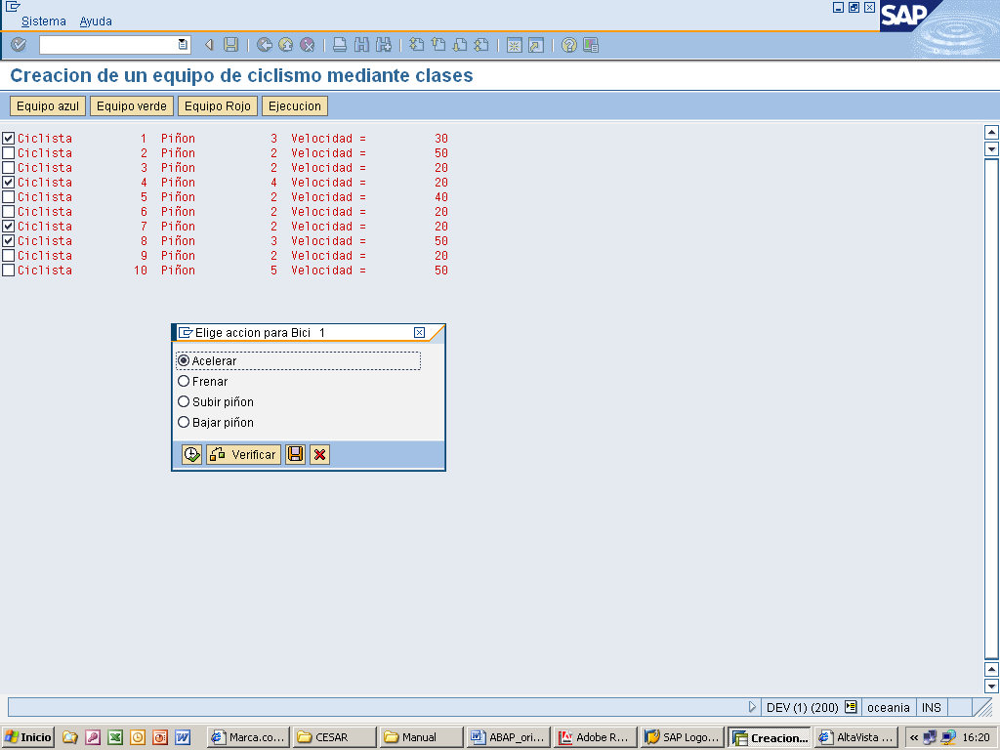 Sistema Ayuda
SAP
Creacion de un equipo de ciclismo mediante clases
Equipo azul Equipo verde Equipo Rojo Ejecucion
Ciclista 1 Piñon 3 Velocidad = 30
Ciclista 2 Piñon 2 Velocidad = 50
Ciclista 3 Piñon 2 Velocidad = 20
Ciclista 4 Piñon 4 Velocidad = 20
Ciclista 5 Piñon 2 Velocidad = 40
Ciclista 6 Piñon 2 Velocidad = 20
Ciclista 7 Piñon 2 Velocidad = 20
Ciclista 8 Piñon 3 Velocidad = 50
Ciclista 9 Piñon 2 Velocidad = 20
Ciclista 10 Piñon 5 Velocidad = 50
Elige accion para Bici 1
Acelerar
Frenar
Subir piñon
Bajar piñon
Verificar
DEV (1) (200) oceania INS
Inicio Marca.co... CESAR Manual ABAP_ori... Adobe R... SAP Logo... Creacion... AltaVista ... « 16:20